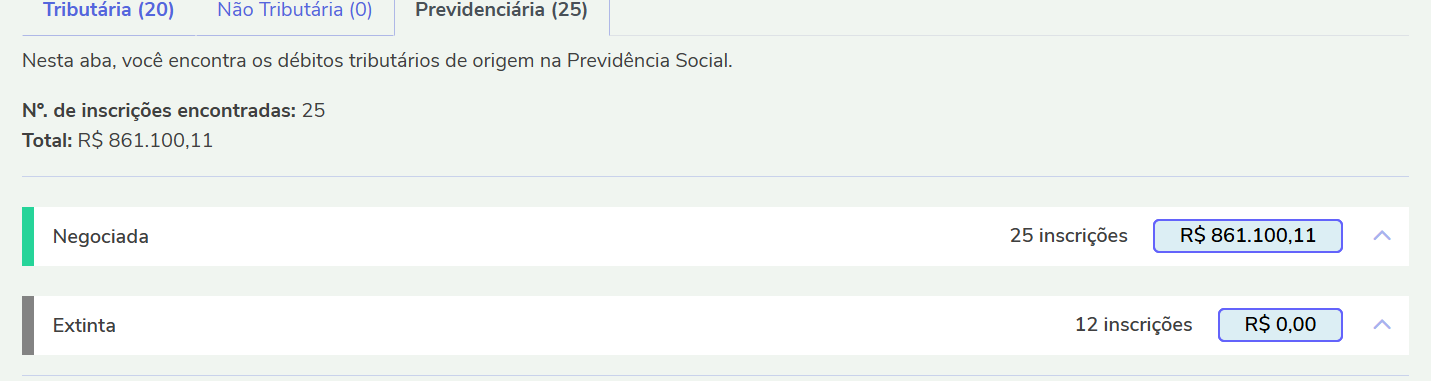 Tributária (20) Não Tributária (0) Previdenciária (25)
Nesta aba, você encontra os débitos tributários de origem na Previdência Social.
Nº. de inscrições encontradas: 25
Total: R$ 861.100,11
Negociada 25 inscrições R$ 861.100,11
Extinta 12 inscrições R$ 0,00